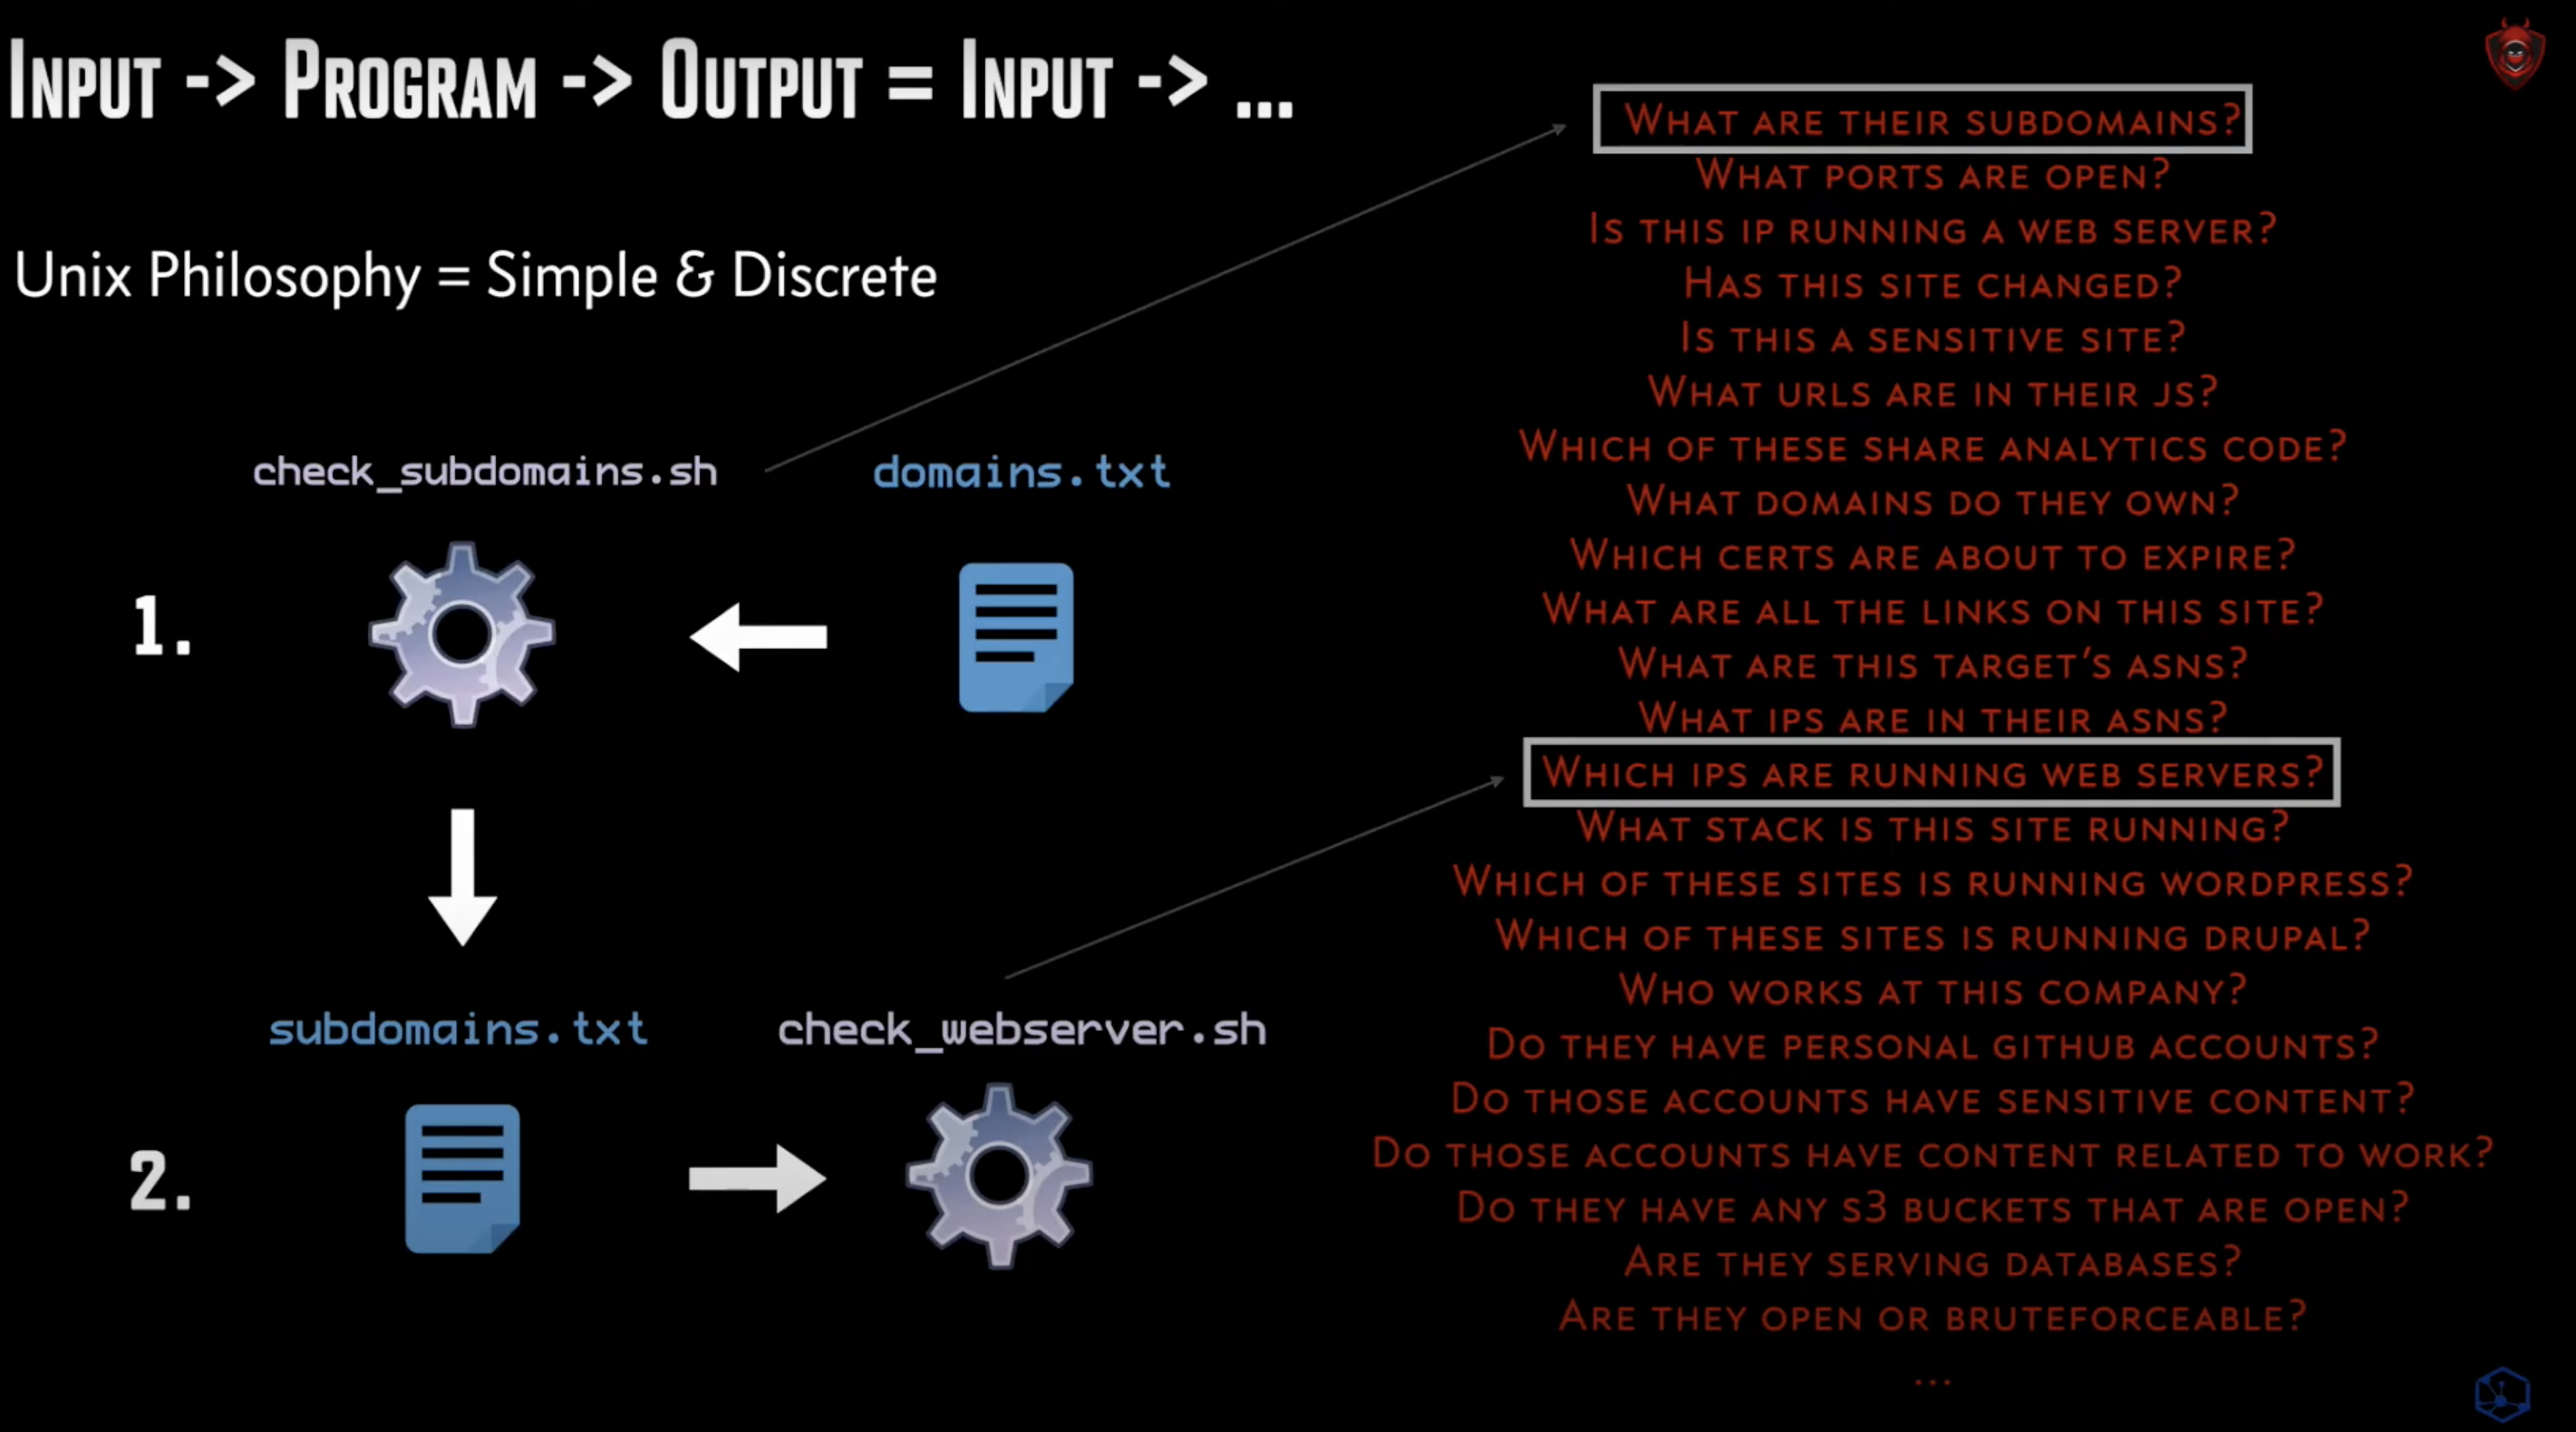 INPUT -> PROGRAM -> OUTPUT = INPUT -> ...
Unix Philosophy = Simple & Discrete
check_subdomains.sh
domains.txt
1.
subdomains.txt
check_webserver.sh
2.
WHAT ARE THEIR SUBDOMAINS?
WHAT PORTS ARE OPEN?
IS THIS IP RUNNING A WEB SERVER?
HAS THIS SITE CHANGED?
IS THIS A SENSITIVE SITE?
WHAT URLS ARE IN THEIR JS?
WHICH OF THESE SHARE ANALYTICS CODE?
WHAT DOMAINS DO THEY OWN?
WHICH CERTS ARE ABOUT TO EXPIRE?
WHAT ARE ALL THE LINKS ON THIS SITE?
WHAT ARE THIS TARGET'S ASNS?
WHAT IPS ARE IN THEIR ASNS?
WHICH IPS ARE RUNNING WEB SERVERS?
WHAT STACK IS THIS SITE RUNNING?
WHICH OF THESE SITES IS RUNNING WORDPRESS?
WHICH OF THESE SITES IS RUNNING DRUPAL?
WHO WORKS AT THIS COMPANY?
DO THEY HAVE PERSONAL GITHUB ACCOUNTS?
DO THOSE ACCOUNTS HAVE SENSITIVE CONTENT?
DO THOSE ACCOUNTS HAVE CONTENT RELATED TO WORK?
DO THEY HAVE ANY S3 BUCKETS THAT ARE OPEN?
ARE THEY SERVING DATABASES?
ARE THEY OPEN OR BRUTEFORCEABLE?
...